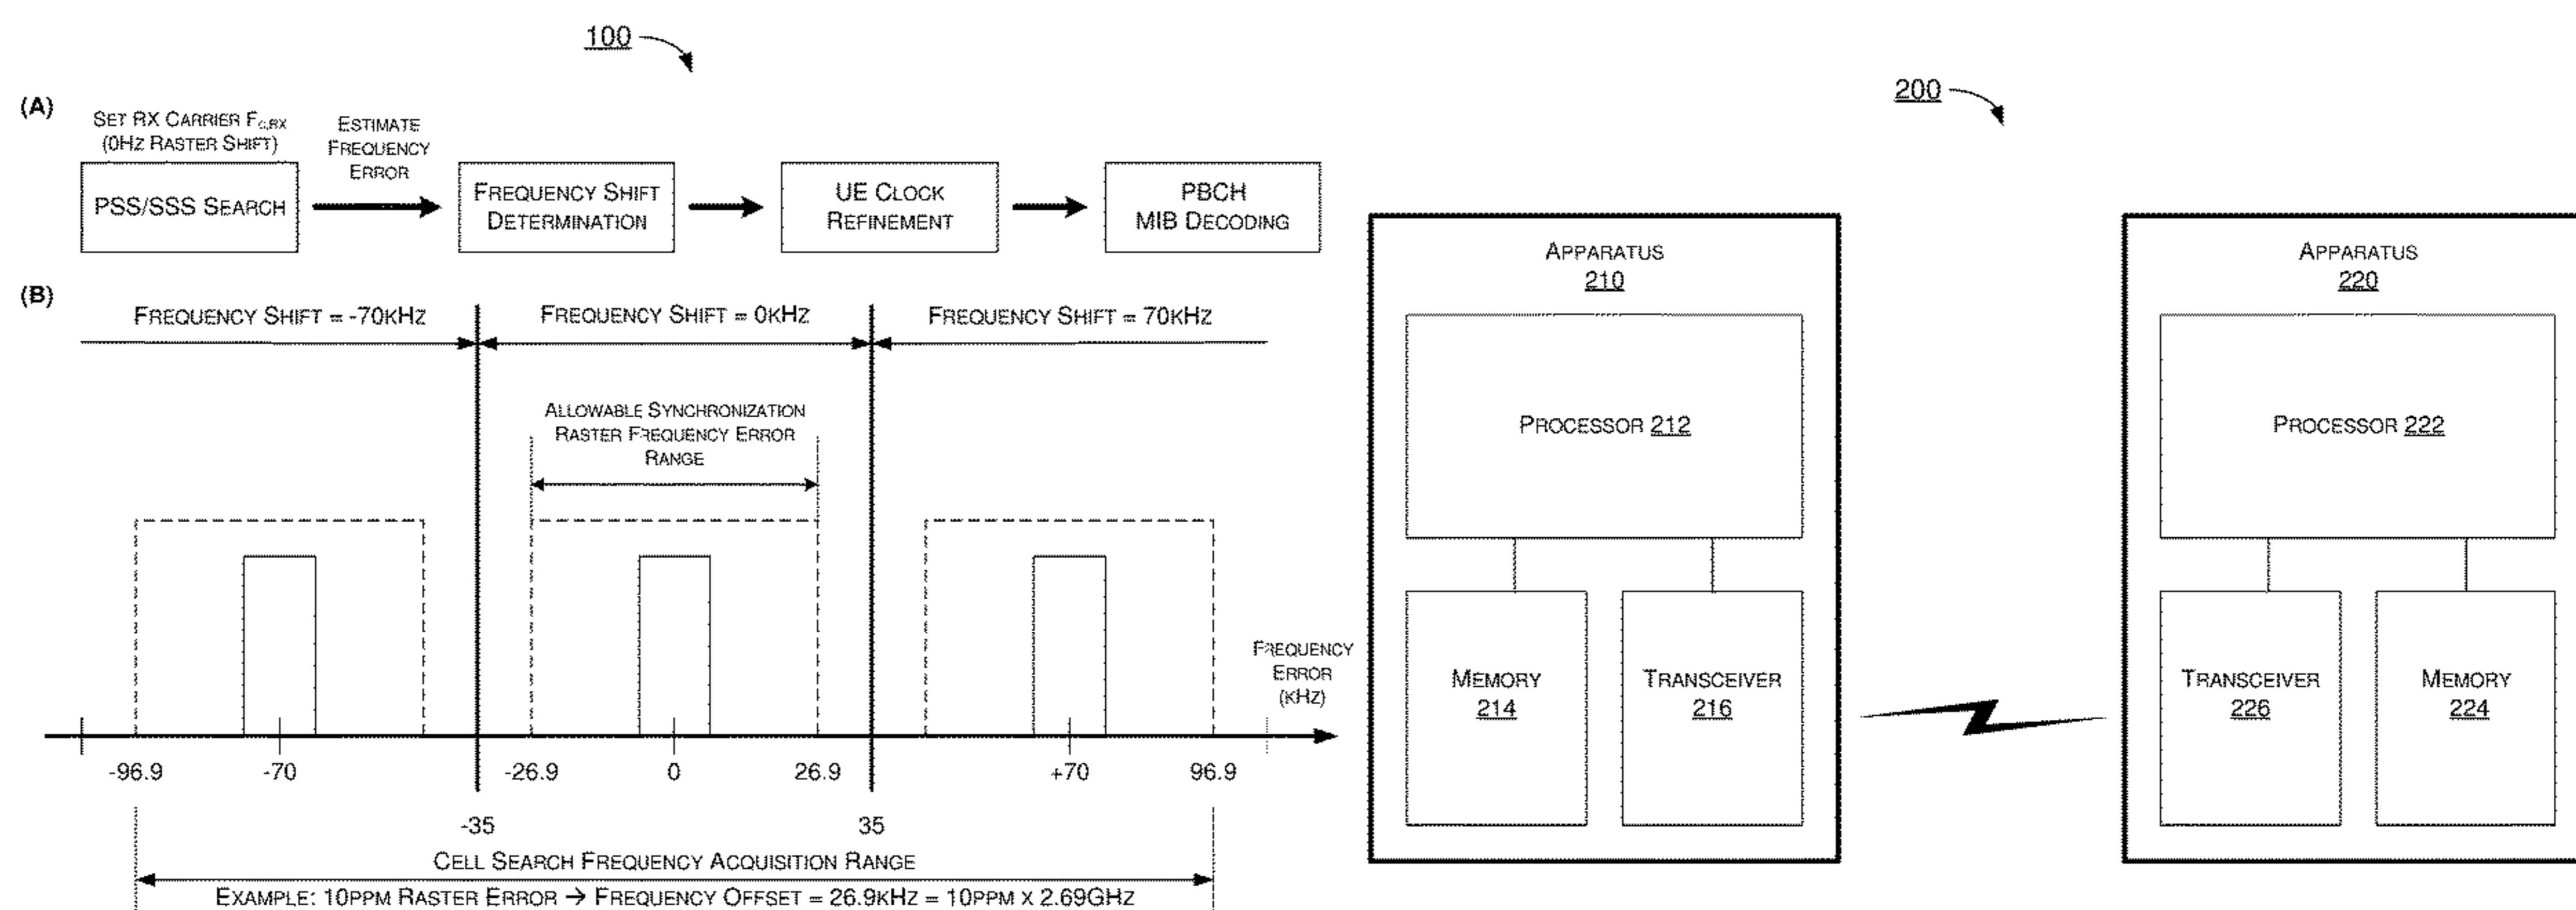 100
(A)
SET RX CARRIER FC,RX
(0HZ RASTER SHIFT)
PSS/SSS SEARCH
ESTIMATE
FREQUENCY
ERROR
FREQUENCY SHIFT
DETERMINATION
UE CLOCK
REFINEMENT
PBCH
MIB DECODING
(B)
FREQUENCY SHIFT = -70KHZ
FREQUENCY SHIFT = 0KHZ
FREQUENCY SHIFT = 70KHZ
ALLOWABLE SYNCHRONIZATION
RASTER FREQUENCY ERROR
RANGE
FREQUENCY
ERROR
(KHZ)
-96.9
-70
-26.9
0
26.9
+70
96.9
-35
35
CELL SEARCH FREQUENCY ACQUISITION RANGE
EXAMPLE: 10PPM RASTER ERROR → FREQUENCY OFFSET = 26.9KHZ = 10PPM X 2.69GHZ
200
APPARATUS
210
PROCESSOR 212
MEMORY
214
TRANSCEIVER
216
APPARATUS
220
PROCESSOR 222
TRANSCEIVER
226
MEMORY
224